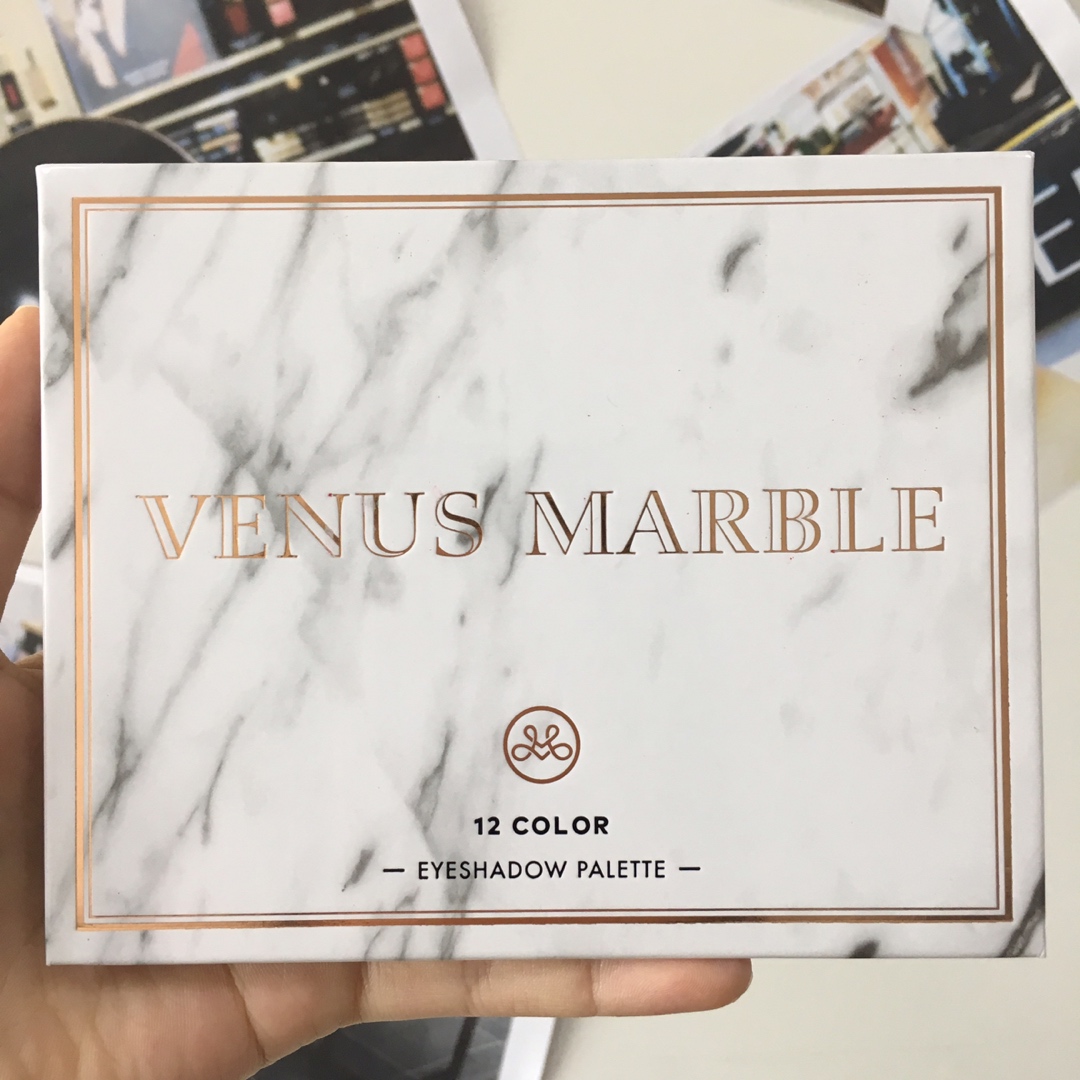 VENUS MARBLE
12 COLOR
— EYESHADOW PALETTE —